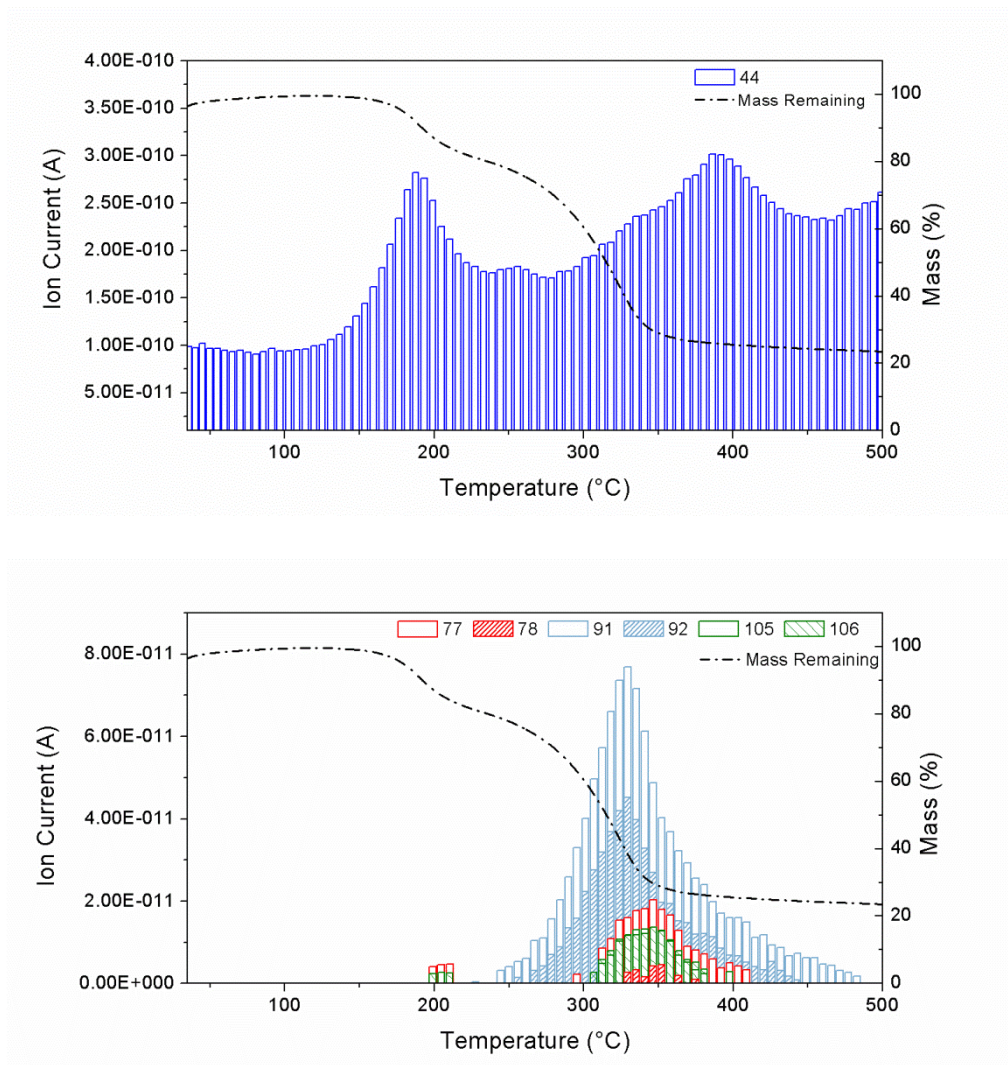 4.00E-010
3.50E-010
3.00E-010
2.50E-010
2.00E-010
1.50E-010
1.00E-010
5.00E-011
Ion Current (A)
44
Mass Remaining
100
80
60
40
20
0
Mass (%)
100 200 300 400 500
Temperature (°C)
8.00E-011
6.00E-011
4.00E-011
2.00E-011
0.00E+000
Ion Current (A)
77 78 91 92 105 106
Mass Remaining
100
80
60
40
20
0
Mass (%)
100 200 300 400 500
Temperature (°C)